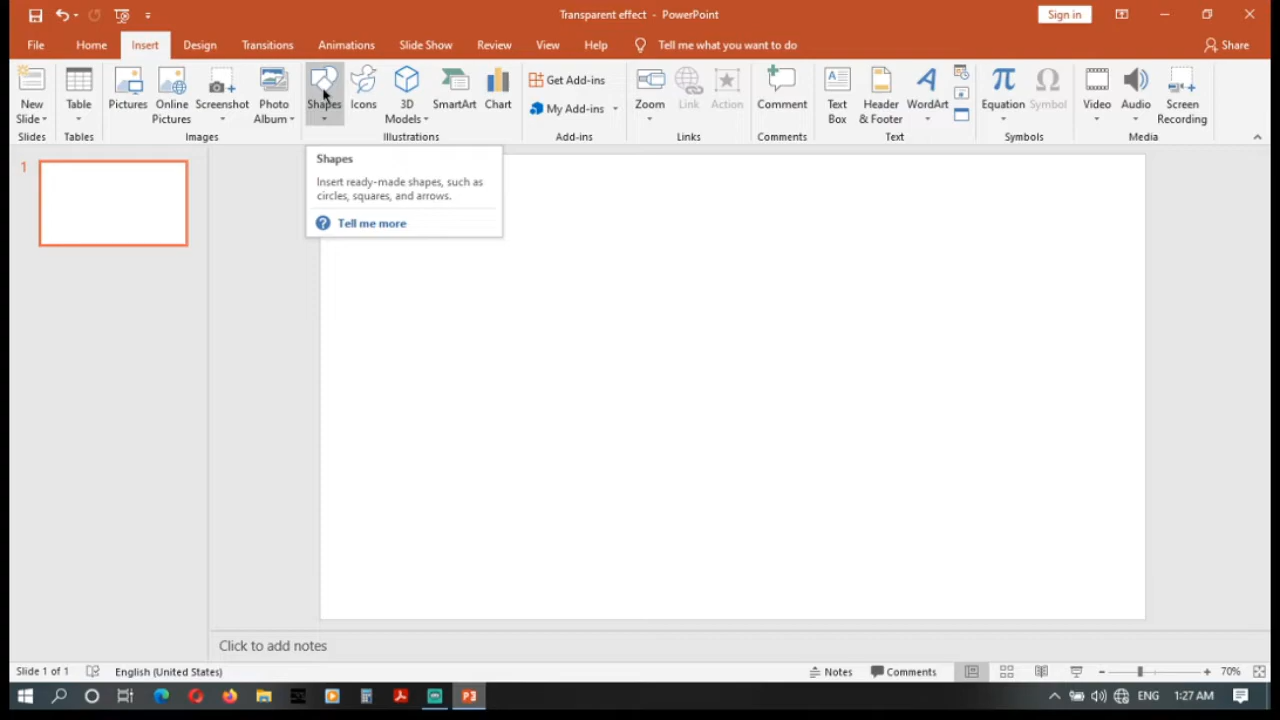 Transparent effect - PowerPoint
Sign in
File Home Insert Design Transitions Animations Slide Show Review View Help Tell me what you want to do Share
New Slide
Table
Pictures
Online Pictures
Screenshot
Photo Album
Shapes
Icons
3D Models
SmartArt
Chart
Get Add-ins
My Add-ins
Zoom
Link
Action
Comment
Text Box
Header & Footer
WordArt
Equation
Symbol
Video
Audio
Screen Recording
Slides Tables Images Illustrations Add-ins Links Comments Text Symbols Media
1
Shapes
Insert ready-made shapes, such as
circles, squares, and arrows.
? Tell me more
Click to add notes
Slide 1 of 1 English (United States) Notes Comments 70%
ENG 1:27 AM